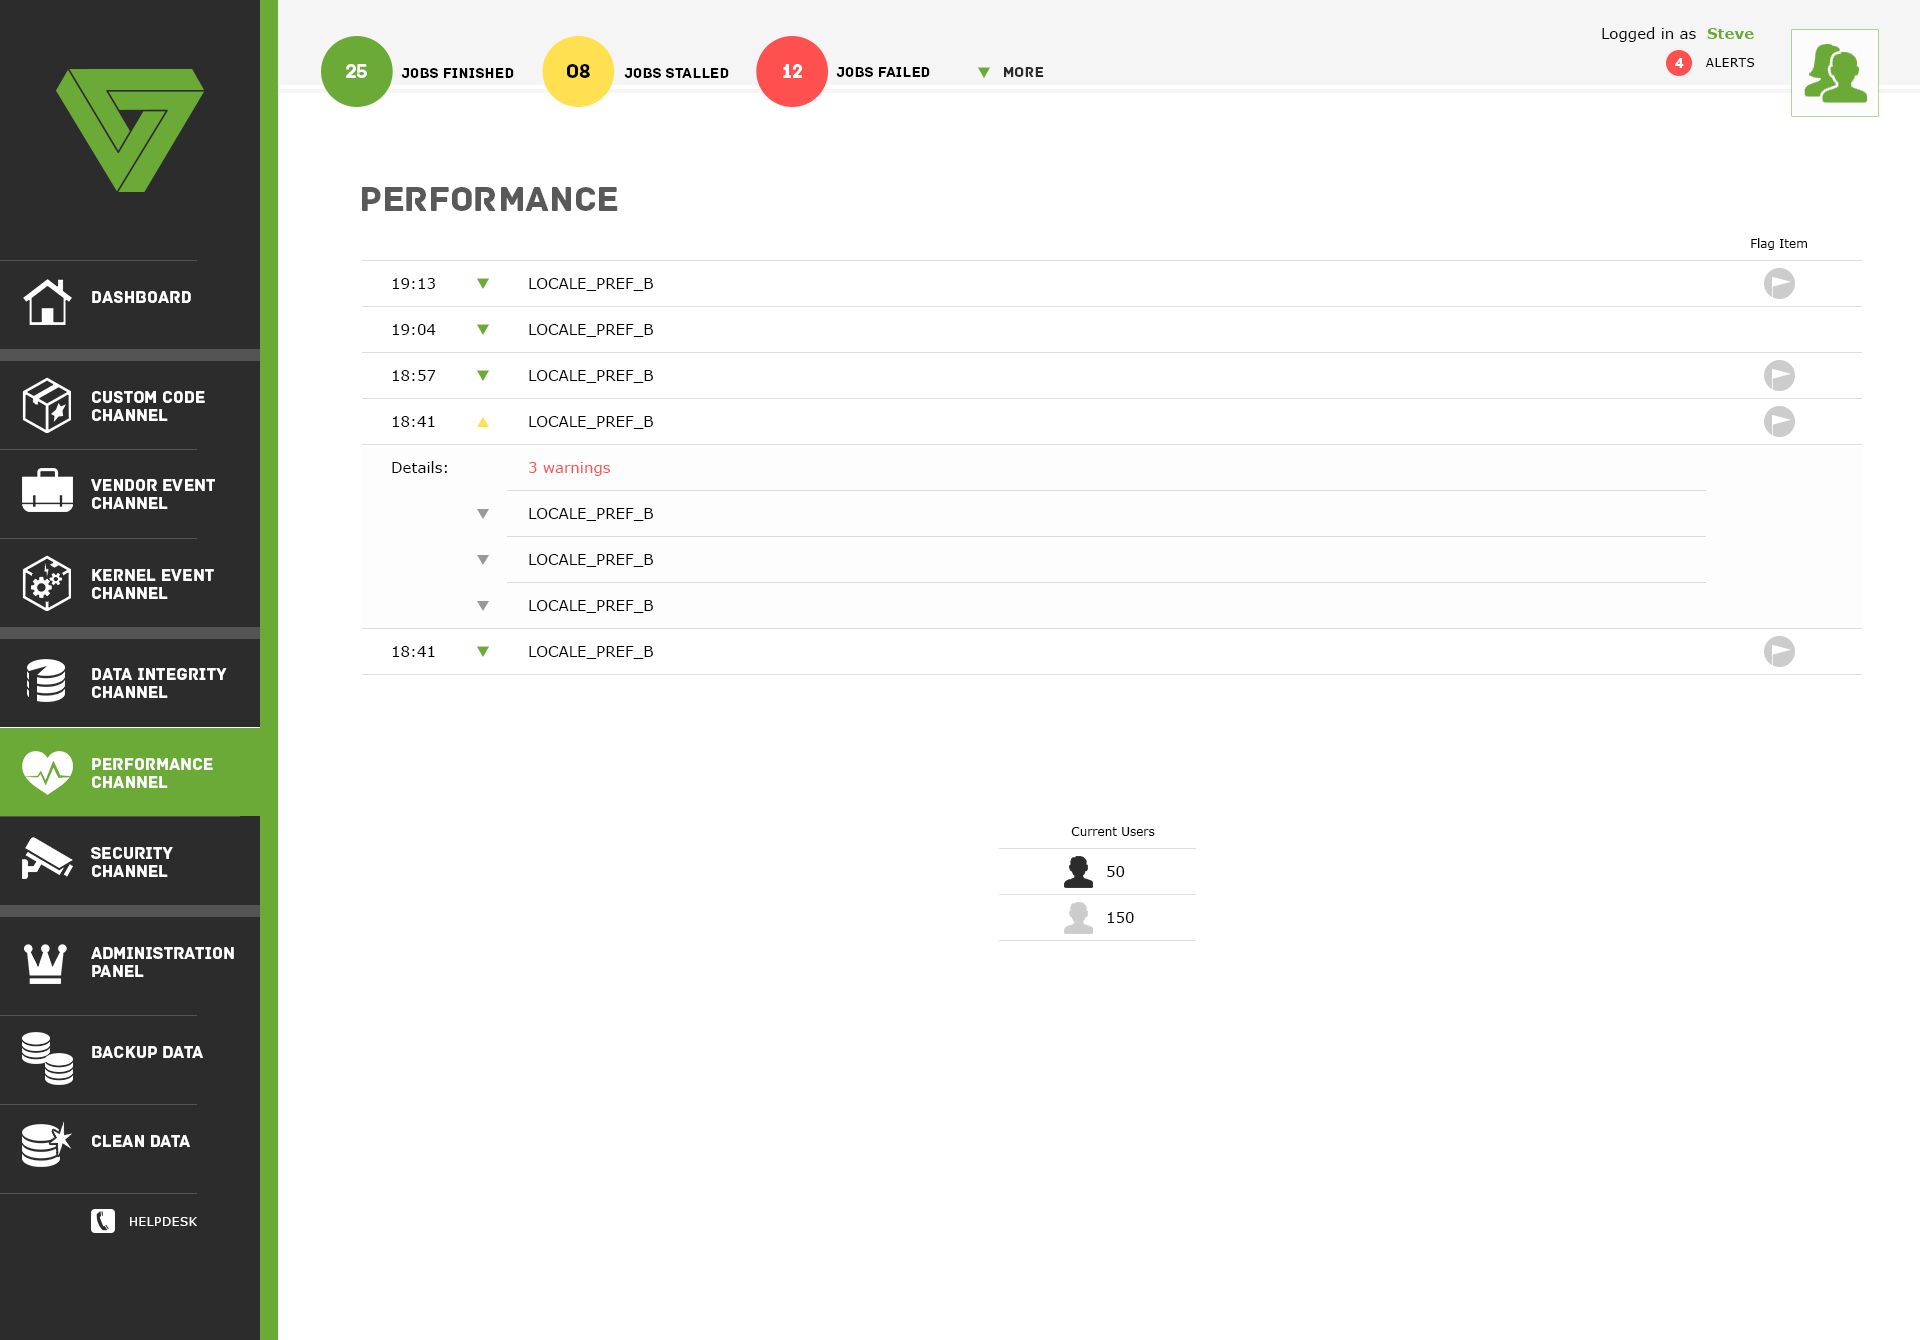 25 JOBS FINISHED 08 JOBS STALLED 12 JOBS FAILED MORE
Logged in as Steve
4 ALERTS
DASHBOARD
CUSTOM CODE
CHANNEL
VENDOR EVENT
CHANNEL
KERNEL EVENT
CHANNEL
DATA INTEGRITY
CHANNEL
PERFORMANCE
CHANNEL
SECURITY
CHANNEL
ADMINISTRATION
PANEL
BACKUP DATA
CLEAN DATA
HELPDESK
PERFORMANCE
Flag Item
19:13 LOCALE_PREF_B
19:04 LOCALE_PREF_B
18:57 LOCALE_PREF_B
18:41 LOCALE_PREF_B
Details: 3 warnings
LOCALE_PREF_B
LOCALE_PREF_B
LOCALE_PREF_B
18:41 LOCALE_PREF_B
Current Users
50
150